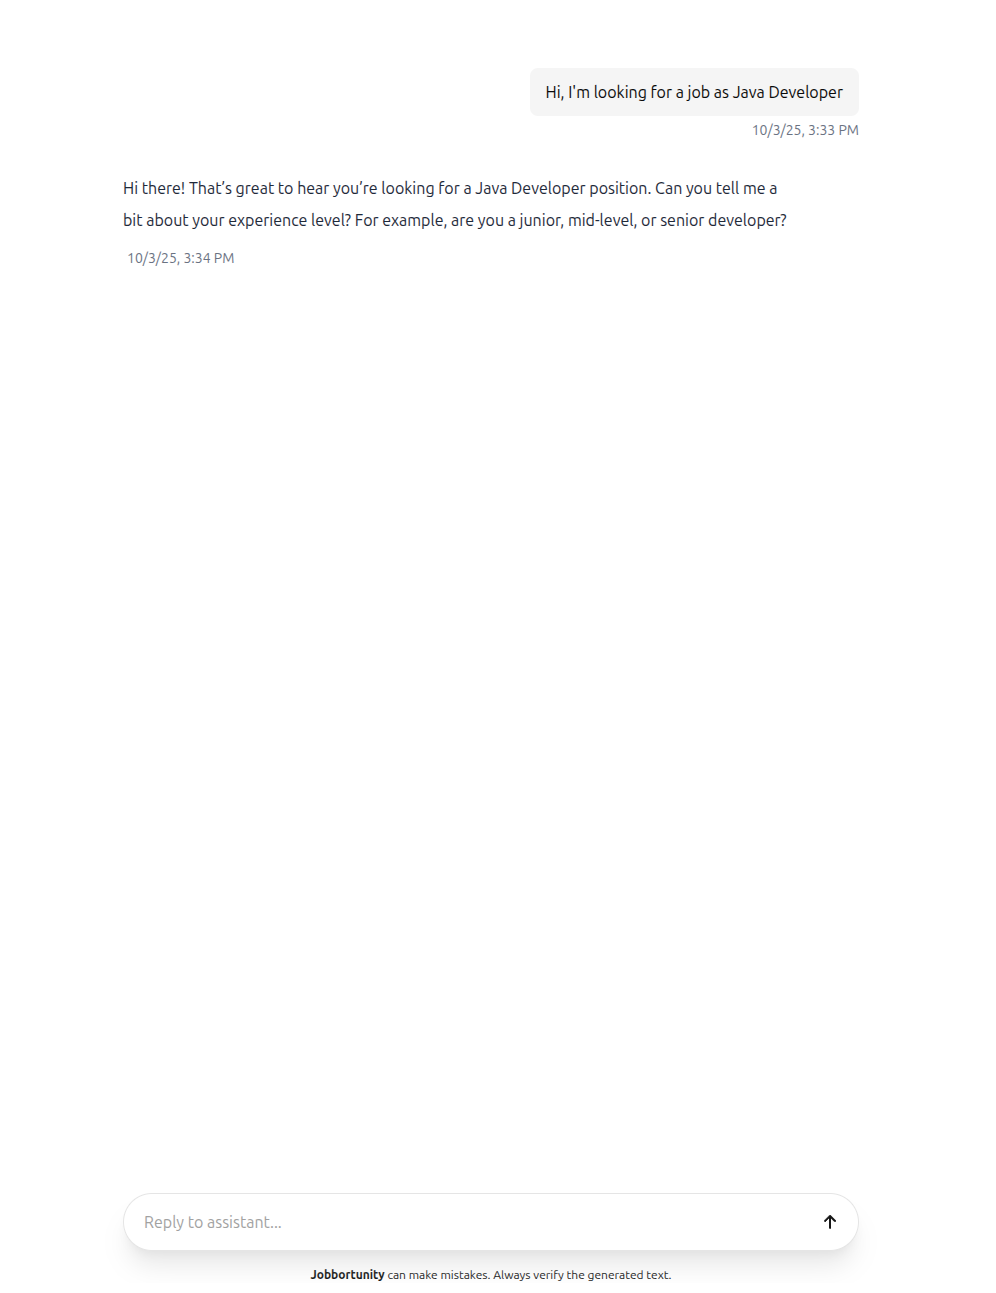 Hi, I'm looking for a job as Java Developer
10/3/25, 3:33 PM
Hi there! That’s great to hear you’re looking for a Java Developer position. Can you tell me a
bit about your experience level? For example, are you a junior, mid-level, or senior developer?
10/3/25, 3:34 PM
Reply to assistant...
Jobbortunity can make mistakes. Always verify the generated text.